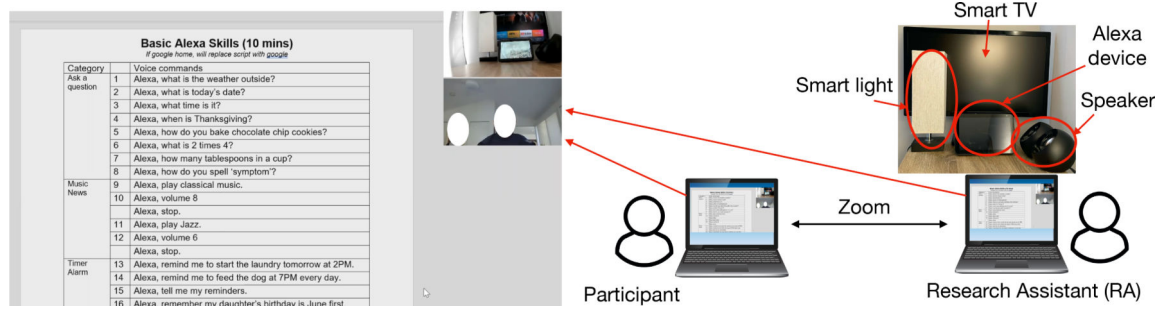 Basic Alexa Skills (10 mins)
If google home, will replace script with google
Category Voice commands
Ask a question
1 Alexa, what is the weather outside?
2 Alexa, what is today's date?
3 Alexa, what time is it?
4 Alexa, when is Thanksgiving?
5 Alexa, how do you bake chocolate chip cookies?
6 Alexa, what is 2 times 4?
7 Alexa, how many tablespoons in a cup?
8 Alexa, how do you spell 'symptom'?
Music News
9 Alexa, play classical music.
10 Alexa, volume 8
Alexa, stop.
11 Alexa, play Jazz.
12 Alexa, volume 6
Alexa, stop.
Timer Alarm
13 Alexa, remind me to start the laundry tomorrow at 2PM.
14 Alexa, remind me to feed the dog at 7PM every day.
15 Alexa, tell me my reminders.
16 Alexa, remember my daughter's birthday is June first
Smart TV
Alexa device
Smart light
Speaker
Zoom
Participant
Research Assistant (RA)